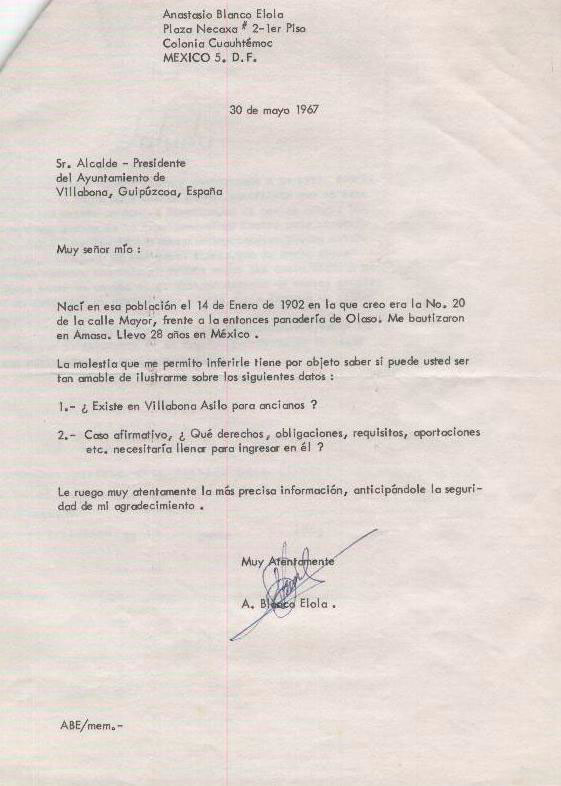 Anastasio Blanco Elola
Plaza Necaxa # 2-1er Piso
Colonia Cuauhtémoc
MEXICO 5. D.F.
30 de mayo 1967
Sr. Alcalde - Presidente
del Ayuntamiento de
Villabona, Guipúzcoa, España
Muy señor mío :
Nací en esa población el 14 de Enero de 1902 en la que creo era la No. 20
de la calle Mayor, frente a la entonces panadería de Olaso. Me bautizaron
en Amasa. Llevo 28 años en México .
La molestia que me permito inferirle tiene por objeto saber si puede usted ser
tan amable de ilustrarme sobre los siguientes datos :
1.- ¿ Existe en Villabona Asilo para ancianos ?
2.- Caso afirmativo, ¿ Qué derechos, obligaciones, requisitos, aportaciones
etc. necesitaría llenar para ingresar en él ?
Le ruego muy atentamente la más precisa información, anticipándole la seguri-
dad de mi agradecimiento .
Muy Atentamente
A. Blanco Elola .
ABE/mem.-